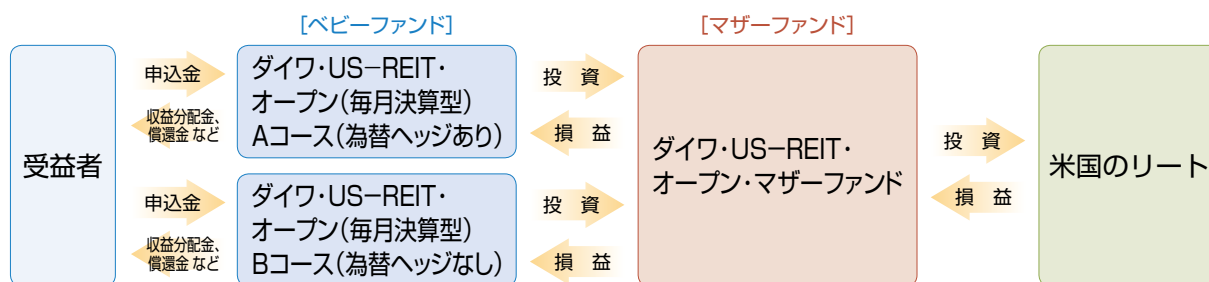 [ベビーファンド]
[マザーファンド]
受益者
申込金
収益分配金、
償還金 など
ダイワ・US−REIT・
オープン(毎月決算型)
Aコース(為替ヘッジあり)
投 資
損 益
申込金
収益分配金、
償還金 など
ダイワ・US−REIT・
オープン(毎月決算型)
Bコース(為替ヘッジなし)
投 資
損 益
ダイワ・US−REIT・
オープン・マザーファンド
投 資
損 益
米国のリート